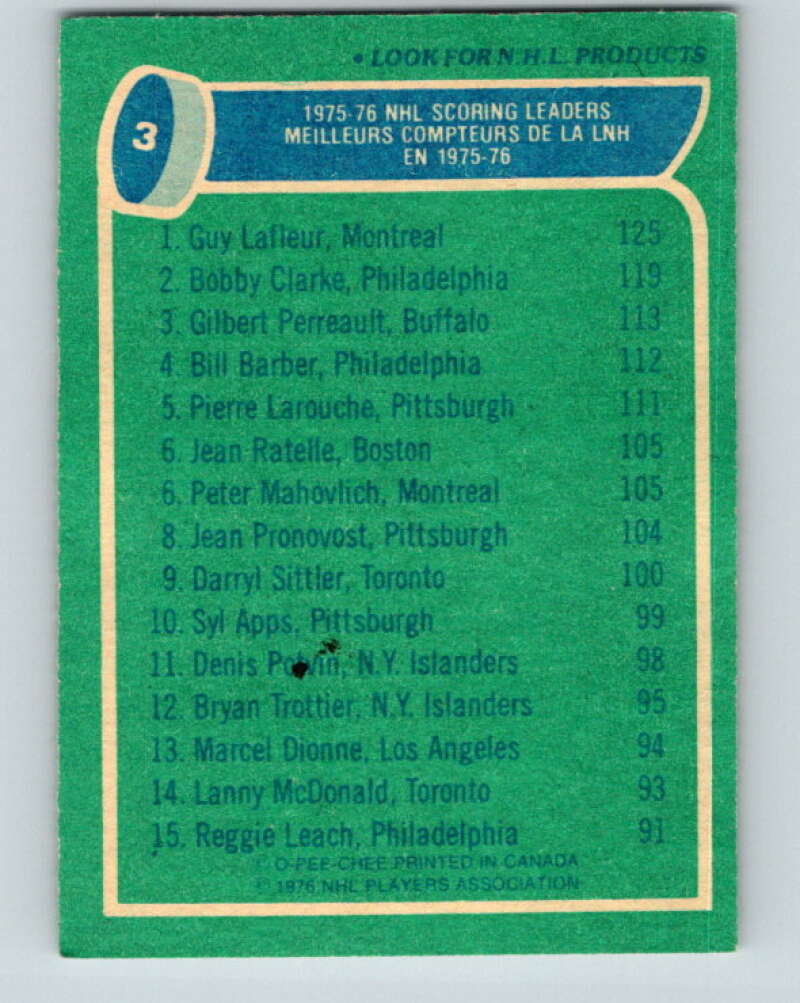 • LOOK FOR N.H.L. PRODUCTS
3
1975-76 NHL SCORING LEADERS
MEILLEURS COMPTEURS DE LA LNH
EN 1975-76
1. Guy Lafleur, Montreal 125
2. Bobby Clarke, Philadelphia 119
3. Gilbert Perreault, Buffalo 113
4. Bill Barber, Philadelphia 112
5. Pierre Larouche, Pittsburgh 111
6. Jean Ratelle, Boston 105
6. Peter Mahovlich, Montreal 105
8. Jean Pronovost, Pittsburgh 104
9. Darryl Sittler, Toronto 100
10. Syl Apps, Pittsburgh 99
11. Denis Potvin, N.Y. Islanders 98
12. Bryan Trottier, N.Y. Islanders 95
13. Marcel Dionne, Los Angeles 94
14. Lanny McDonald, Toronto 93
15. Reggie Leach, Philadelphia 91
© O-PEE-CHEE PRINTED IN CANADA
© 1976 NHL PLAYERS ASSOCIATION